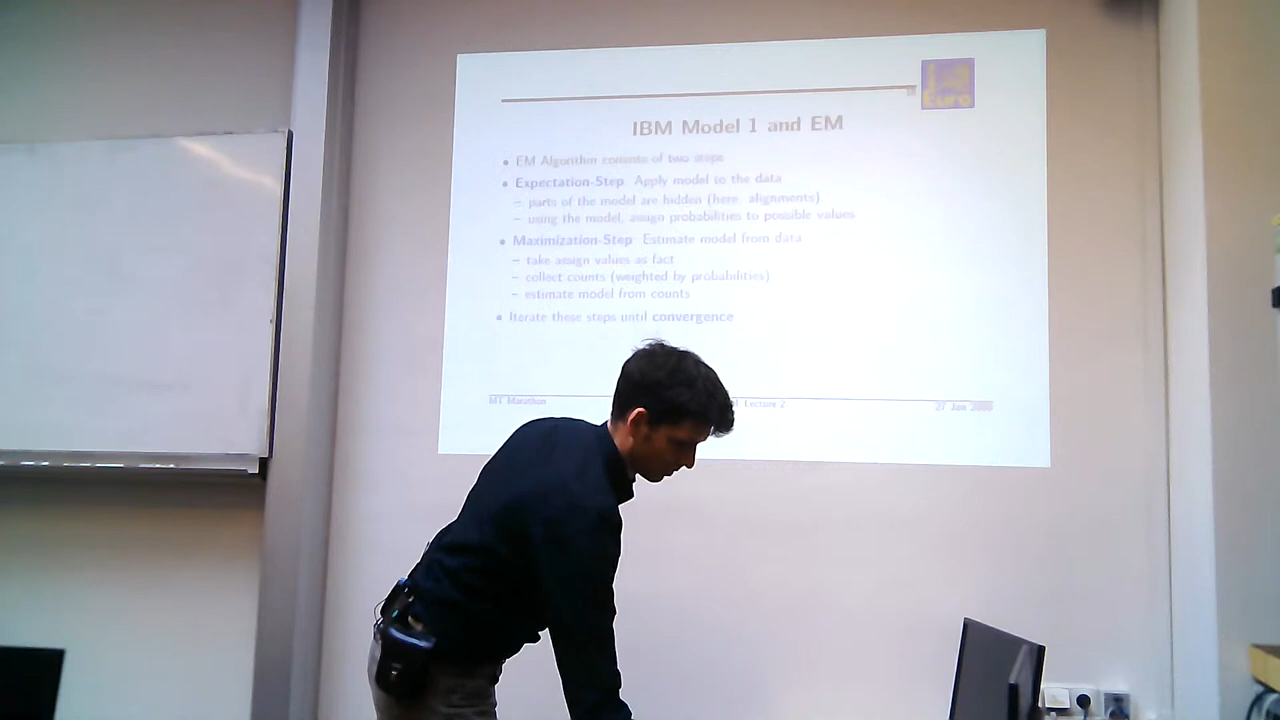 IBM Model 1 and EM
• EM Algorithm consists of two steps
• Expectation-Step: Apply model to the data
– parts of the model are hidden (here: alignments)
– using the model, assign probabilities to possible values
• Maximization-Step: Estimate model from data
– take assign values as fact
– collect counts (weighted by probabilities)
– estimate model from counts
• Iterate these steps until convergence
MT Marathon
Lecture 2
27 Jan
Euro